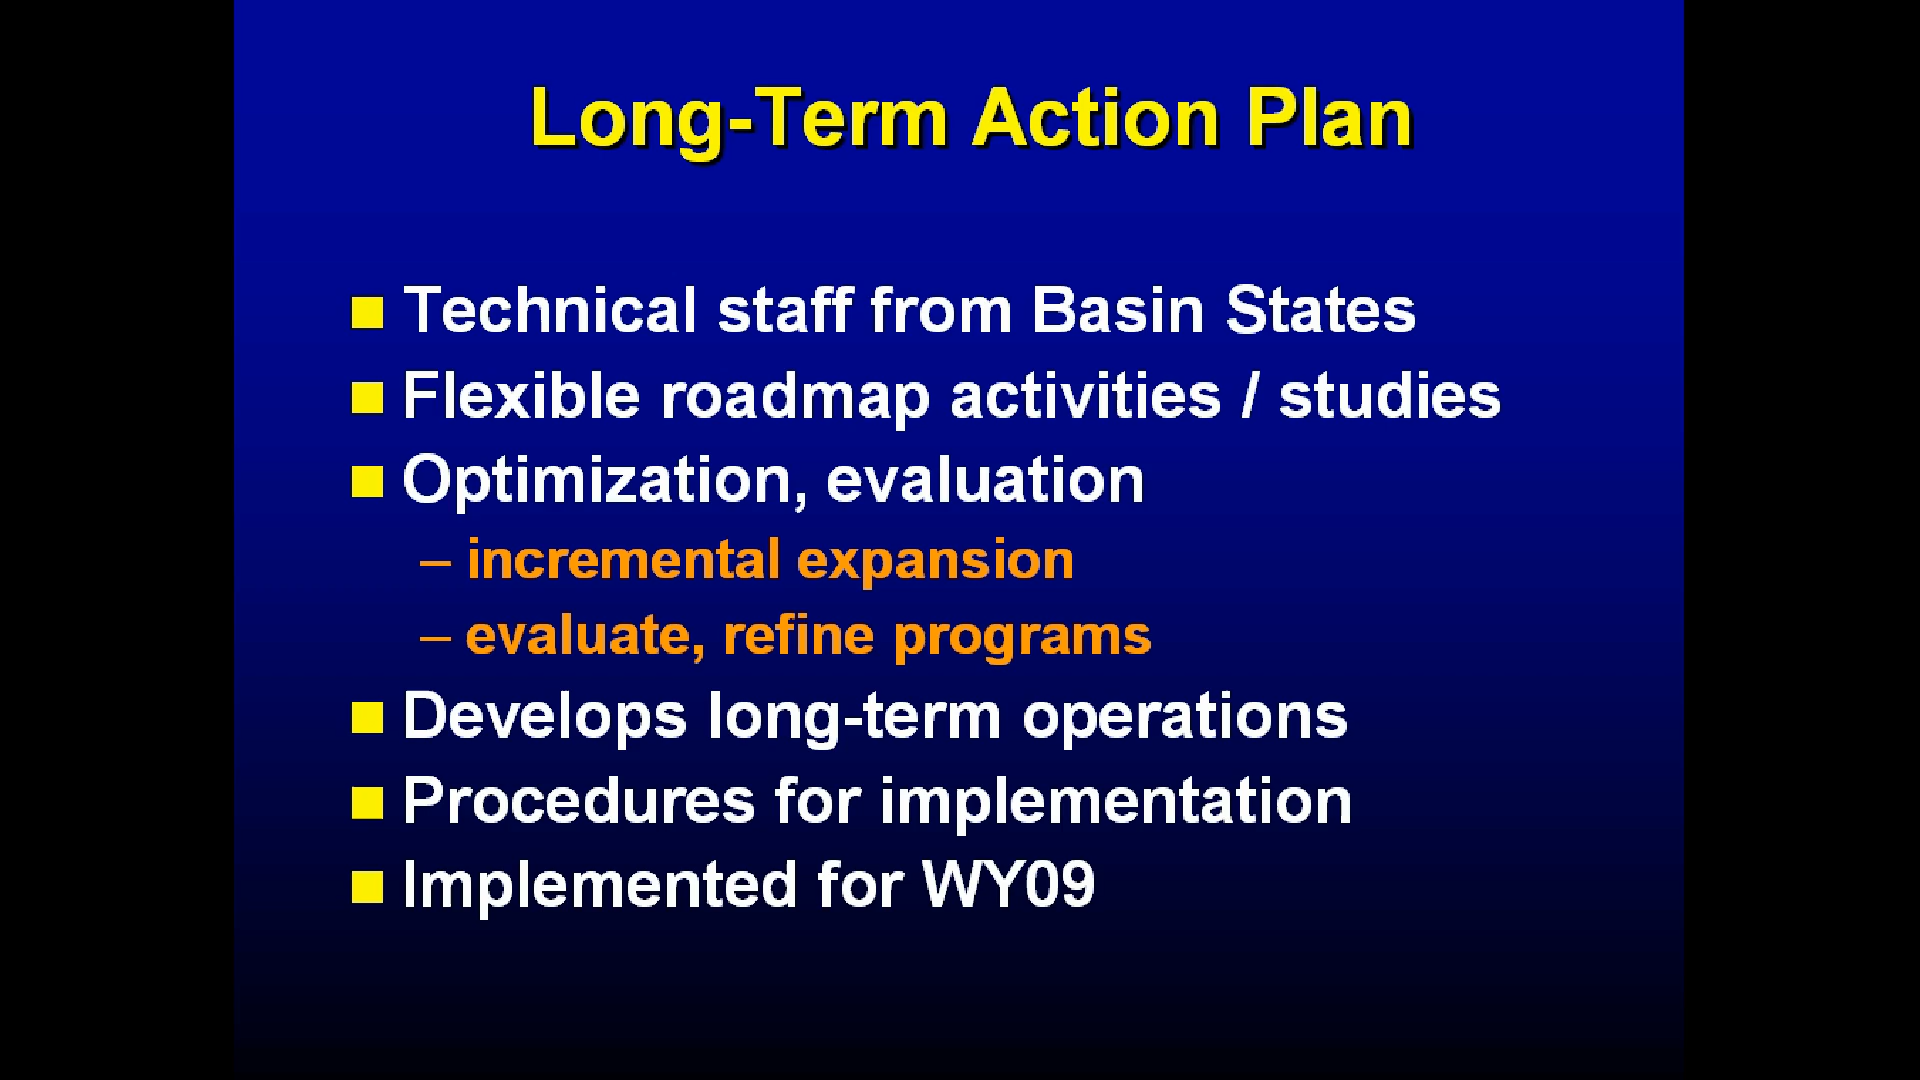 Long-Term Action Plan
Technical staff from Basin States
Flexible roadmap activities / studies
Optimization, evaluation
– incremental expansion
– evaluate, refine programs
Develops long-term operations
Procedures for implementation
Implemented for WY09